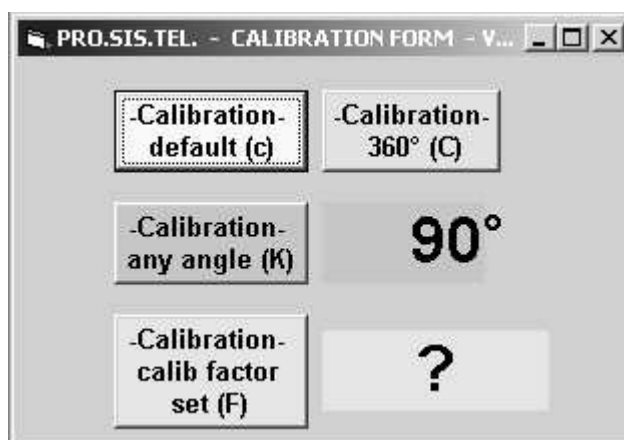 PRO.SIS.TEL. - CALIBRATION FORM - V...
-Calibration-
default (c)
-Calibration-
360° (C)
-Calibration-
any angle (K)
90°
-Calibration-
calib factor
set (F)
?